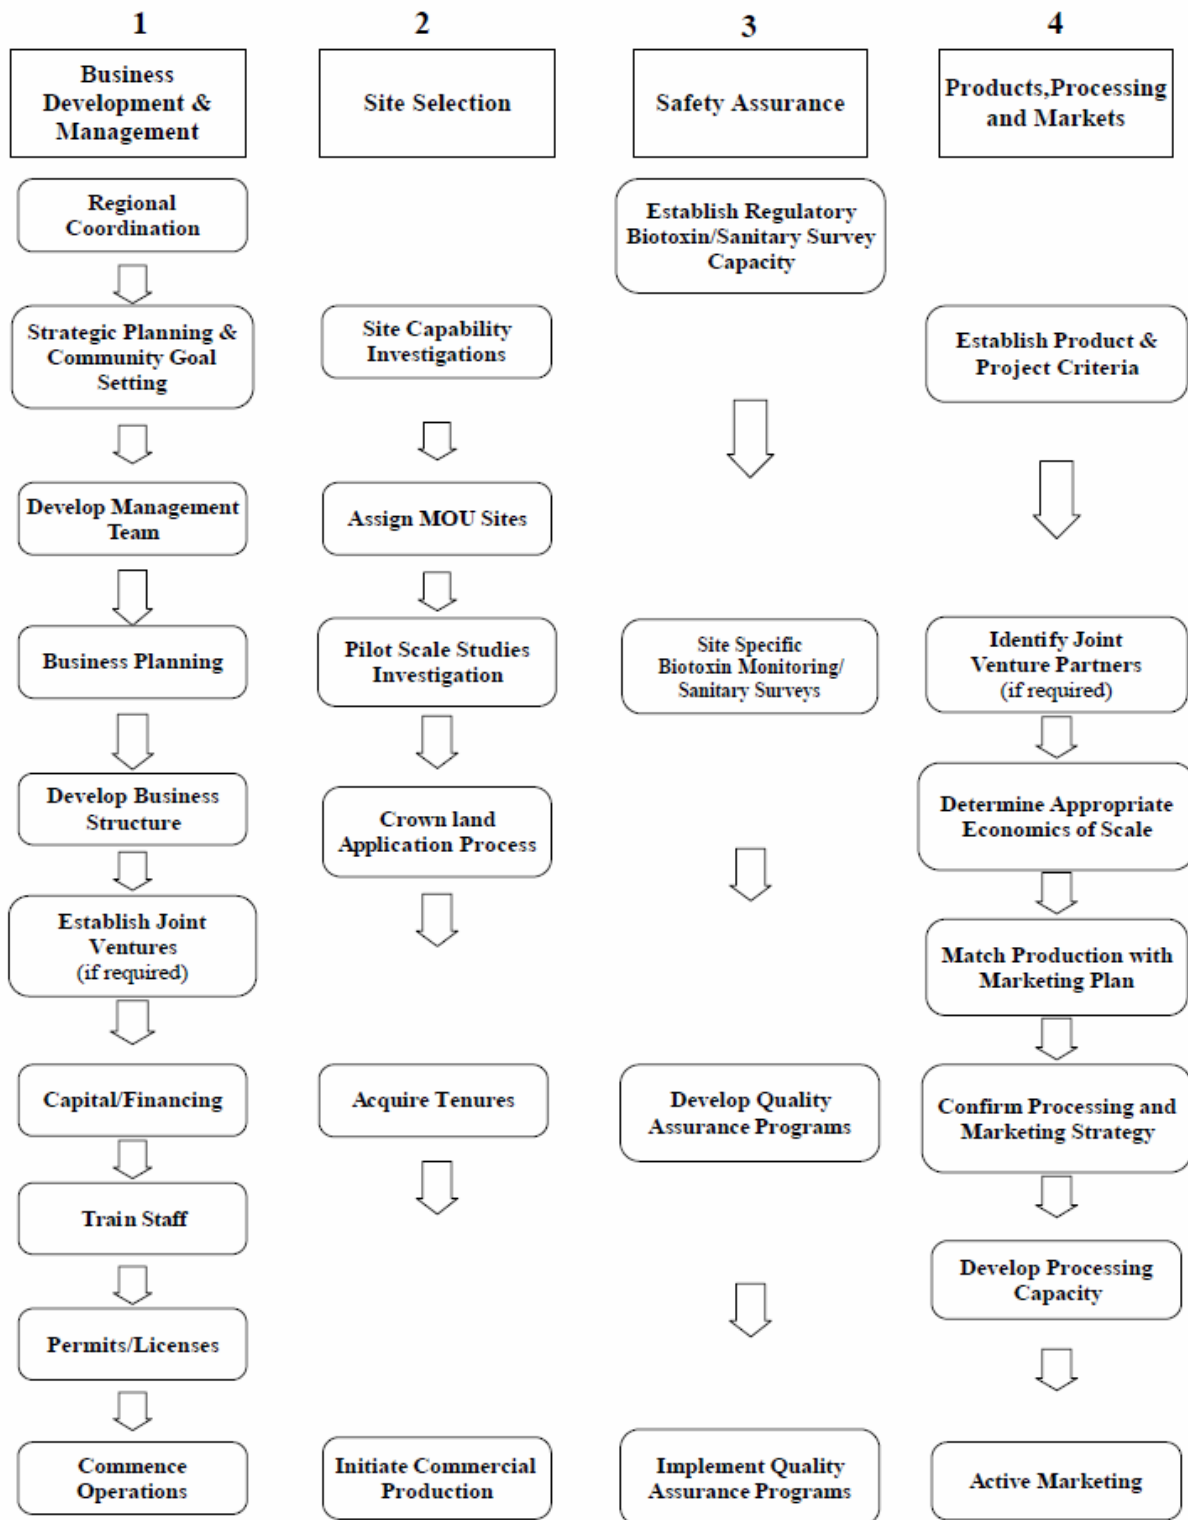 1
Business
Development &
Management
Regional
Coordination
Strategic Planning &
Community Goal
Setting
Develop Management
Team
Business Planning
Develop Business
Structure
Establish Joint
Ventures
(if required)
Capital/Financing
Train Staff
Permits/Licenses
Commence
Operations
2
Site Selection
Site Capability
Investigations
Assign MOU Sites
Pilot Scale Studies
Investigation
Crown land
Application Process
Acquire Tenures
Initiate Commercial
Production
3
Safety Assurance
Establish Regulatory
Biotoxin/Sanitary Survey
Capacity
Site Specific
Biotoxin Monitoring/
Sanitary Surveys
Develop Quality
Assurance Programs
Implement Quality
Assurance Programs
4
Products,Processing
and Markets
Establish Product &
Project Criteria
Identify Joint
Venture Partners
(if required)
Determine Appropriate
Economics of Scale
Match Production with
Marketing Plan
Confirm Processing and
Marketing Strategy
Develop Processing
Capacity
Active Marketing